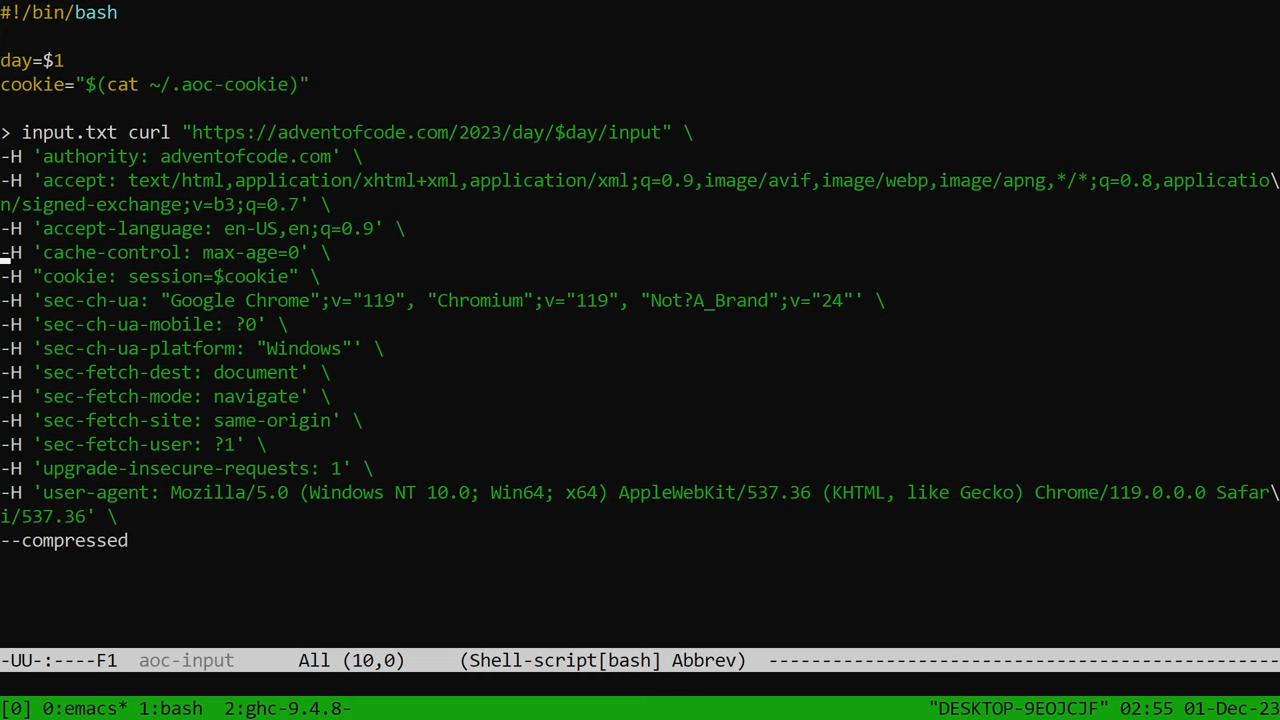 #!/bin/bash
day=$1
cookie="$(cat ~/.aoc-cookie)"
> input.txt curl "https://adventofcode.com/2023/day/$day/input" \
-H 'authority: adventofcode.com' \
-H 'accept: text/html,application/xhtml+xml,application/xml;q=0.9,image/avif,image/webp,image/apng,*/*;q=0.8,applicatio\
n/signed-exchange;v=b3;q=0.7' \
-H 'accept-language: en-US,en;q=0.9' \
-H 'cache-control: max-age=0' \
-H "cookie: session=$cookie" \
-H 'sec-ch-ua: "Google Chrome";v="119", "Chromium";v="119", "Not?A_Brand";v="24"' \
-H 'sec-ch-ua-mobile: ?0' \
-H 'sec-ch-ua-platform: "Windows"' \
-H 'sec-fetch-dest: document' \
-H 'sec-fetch-mode: navigate' \
-H 'sec-fetch-site: same-origin' \
-H 'sec-fetch-user: ?1' \
-H 'upgrade-insecure-requests: 1' \
-H 'user-agent: Mozilla/5.0 (Windows NT 10.0; Win64; x64) AppleWebKit/537.36 (KHTML, like Gecko) Chrome/119.0.0.0 Safar\
i/537.36' \
--compressed
-UU-:----F1  aoc-input      All (10,0)     (Shell-script[bash] Abbrev)  ------------------------------------------------
[0] 0:emacs* 1:bash  2:ghc-9.4.8-  "DESKTOP-9EOJCJF" 02:55 01-Dec-23